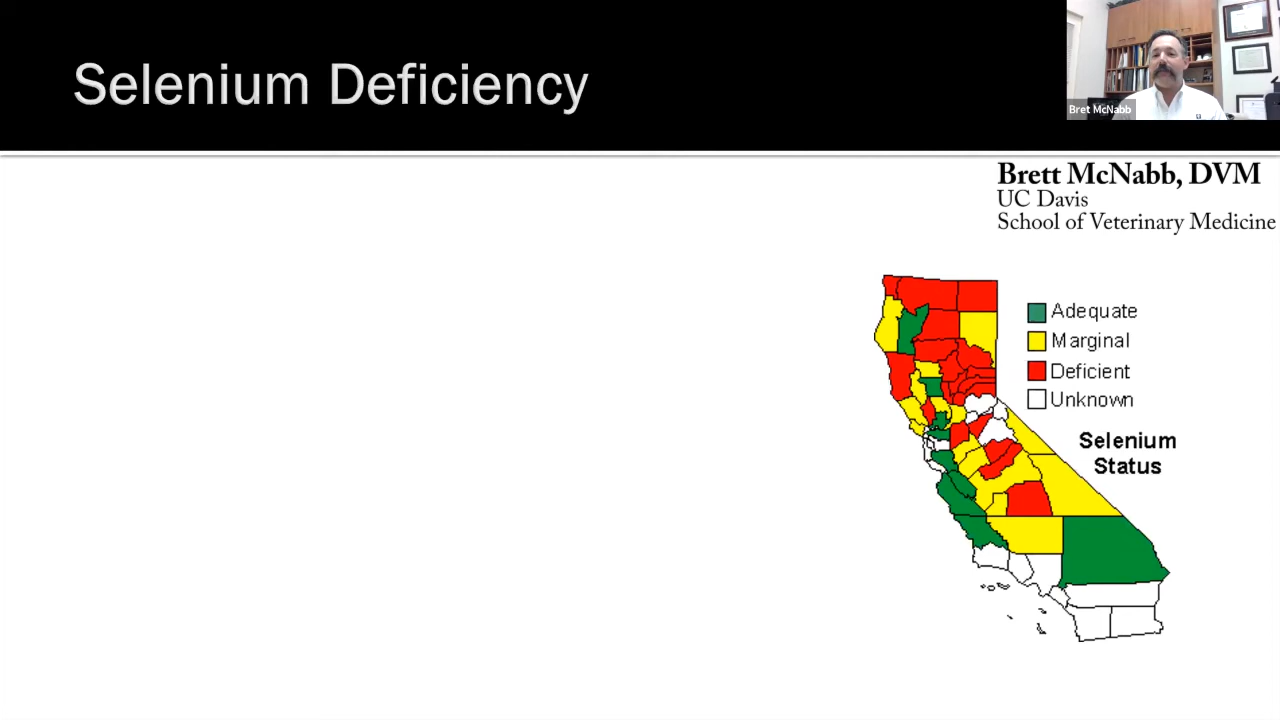 Selenium Deficiency
Bret McNabb
Brett McNabb, DVM
UC Davis
School of Veterinary Medicine
Adequate
Marginal
Deficient
Unknown
Selenium
Status